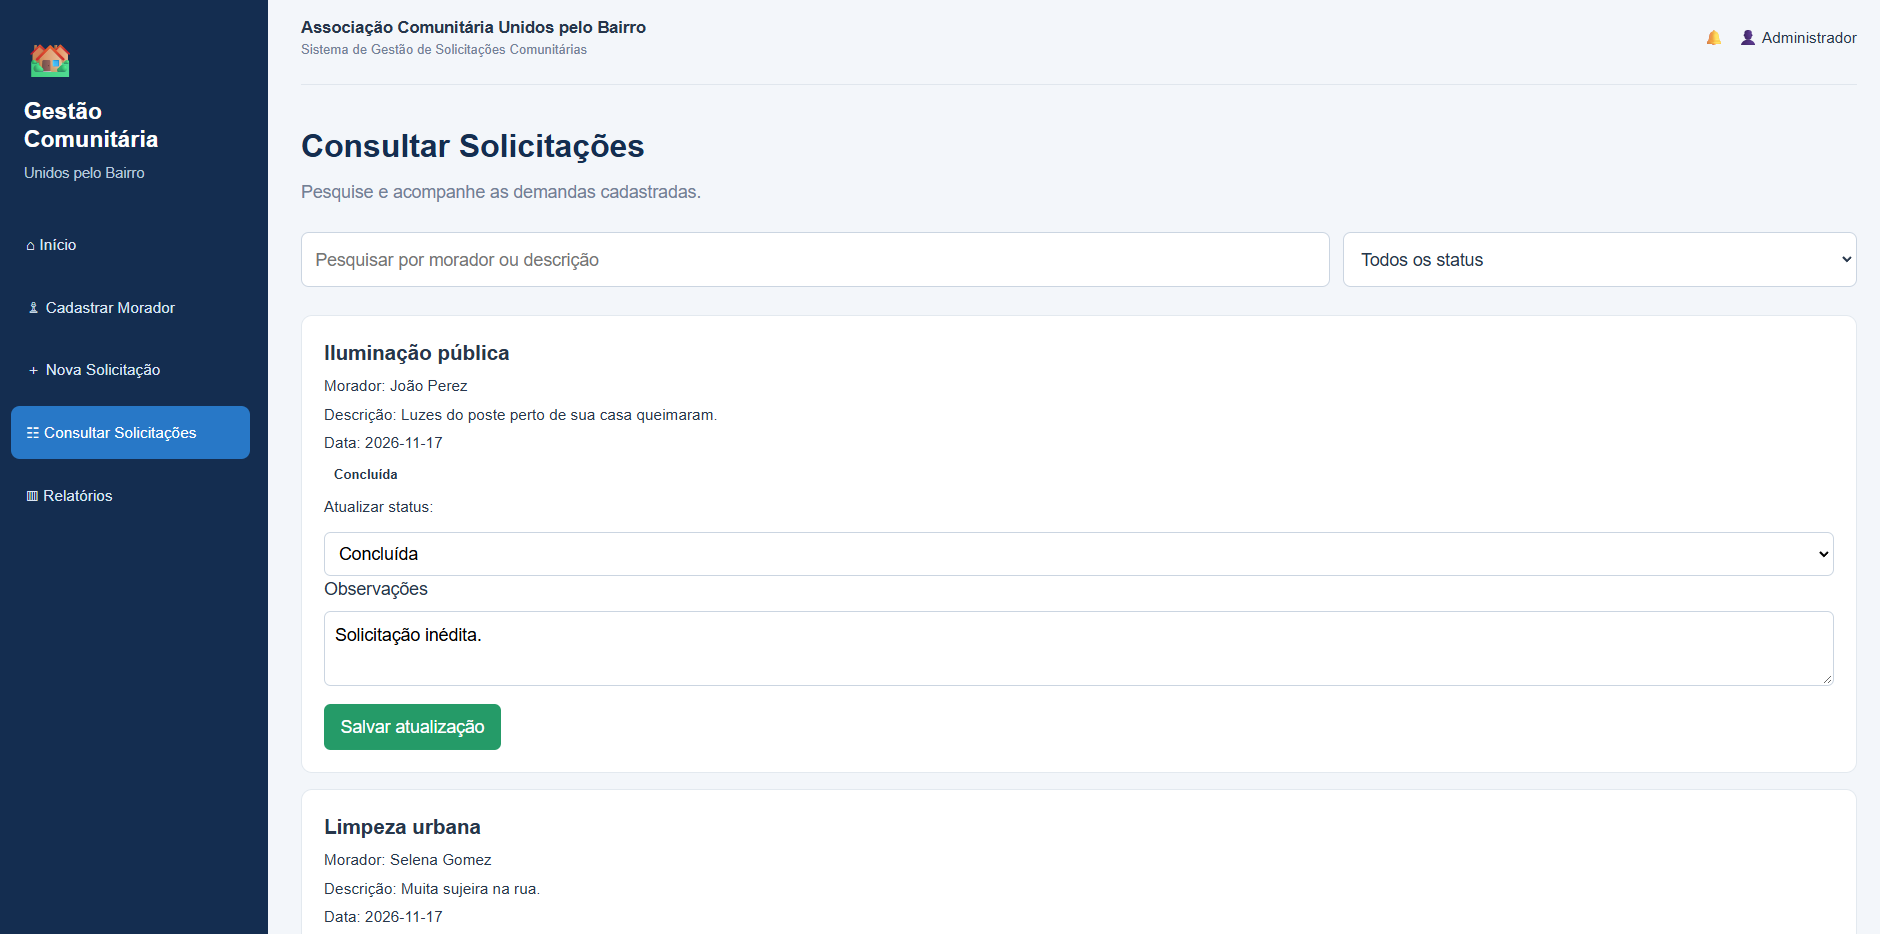 Gestão
Comunitária
Unidos pelo Bairro
Início
Cadastrar Morador
+ Nova Solicitação
Consultar Solicitações
Relatórios
Associação Comunitária Unidos pelo Bairro
Sistema de Gestão de Solicitações Comunitárias
Administrador
Consultar Solicitações
Pesquise e acompanhe as demandas cadastradas.
Pesquisar por morador ou descrição
Todos os status
Iluminação pública
Morador: João Perez
Descrição: Luzes do poste perto de sua casa queimaram.
Data: 2026-11-17
Concluída
Atualizar status:
Concluída
Observações
Solicitação inédita.
Salvar atualização
Limpeza urbana
Morador: Selena Gomez
Descrição: Muita sujeira na rua.
Data: 2026-11-17